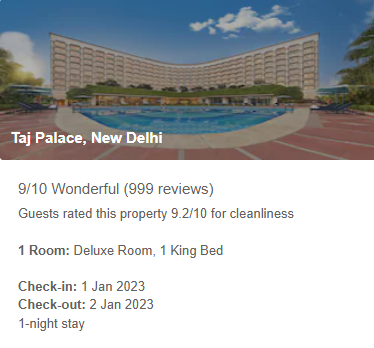 Taj Palace, New Delhi
9/10 Wonderful (999 reviews)
Guests rated this property 9.2/10 for cleanliness
1 Room: Deluxe Room, 1 King Bed
Check-in: 1 Jan 2023
Check-out: 2 Jan 2023
1-night stay